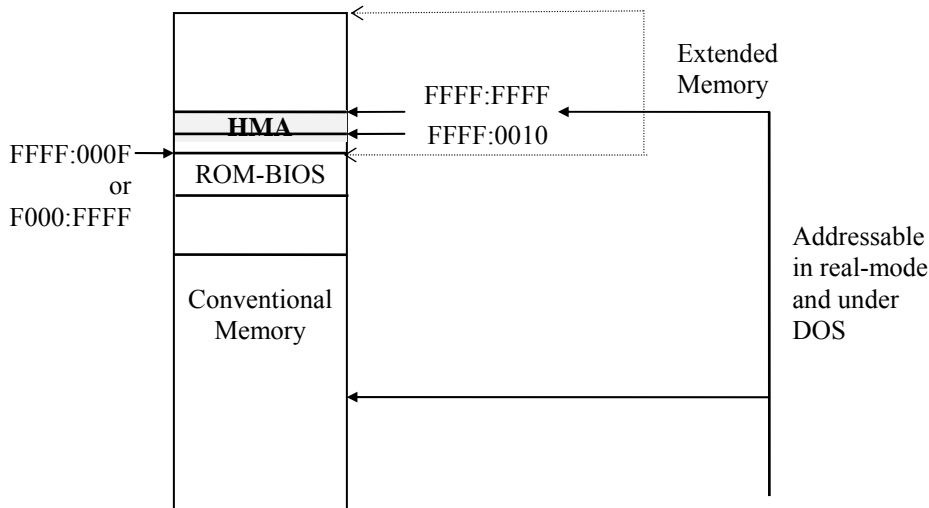 Extended
Memory
FFFF:FFFF
HMA
FFFF:0010
FFFF:000F
or
F000:FFFF
ROM-BIOS
Addressable
in real-mode
and under
DOS
Conventional
Memory